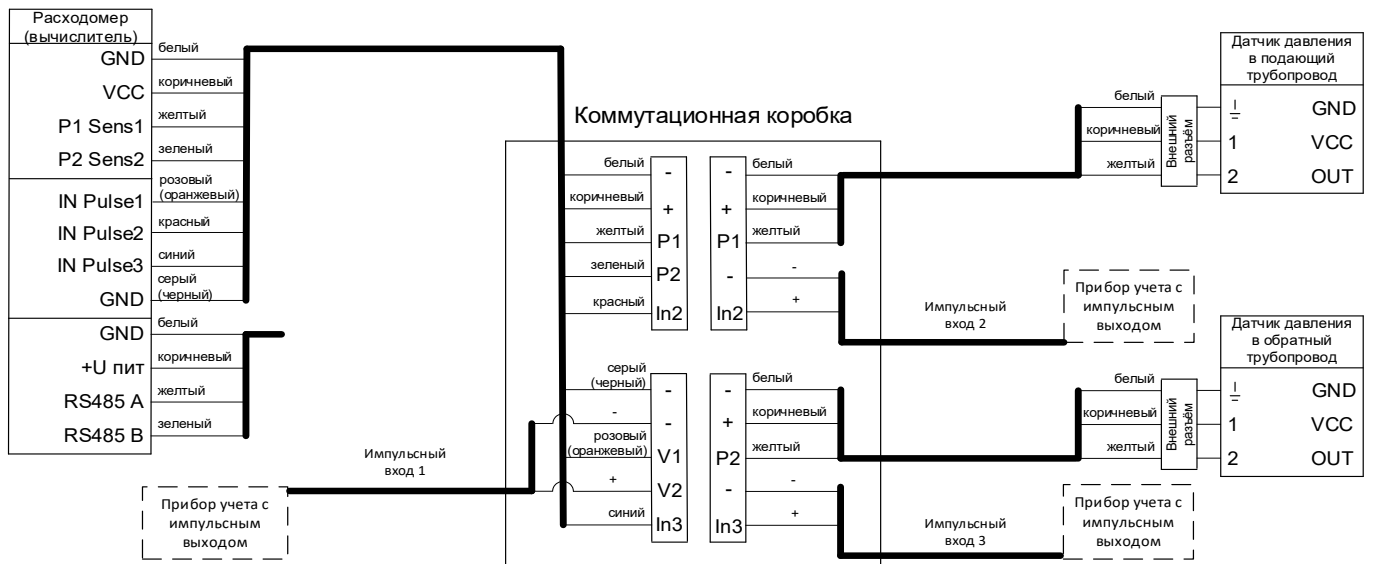 Расходомер
(вычислитель)
GND
белый
VCC
коричневый
P1 Sens1
желтый
P2 Sens2
зеленый
IN Pulse1
розовый
(оранжевый)
IN Pulse2
красный
IN Pulse3
синий
GND
серый
(черный)
GND
белый
+U пит
коричневый
RS485 A
желтый
RS485 B
зеленый
Импульсный
вход 1
Прибор учета с
импульсным
выходом
Коммутационная коробка
белый
-
коричневый
+
желтый
P1
зеленый
P2
красный
In2
-
белый
+
коричневый
P1
желтый
-
-
In2
+
серый
(черный)
-
-
-
розовый
(оранжевый)
V1
+
V2
синий
In3
-
белый
+
коричневый
P2
желтый
-
-
In3
+
Импульсный
вход 2
Прибор учета с
импульсным
выходом
Импульсный
вход 3
Прибор учета с
импульсным
выходом
Датчик давления
в подающий
трубопровод
белый
коричневый
желтый
Внешний
разъём
GND
1
VCC
2
OUT
Датчик давления
в обратный
трубопровод
белый
коричневый
желтый
Внешний
разъём
GND
1
VCC
2
OUT